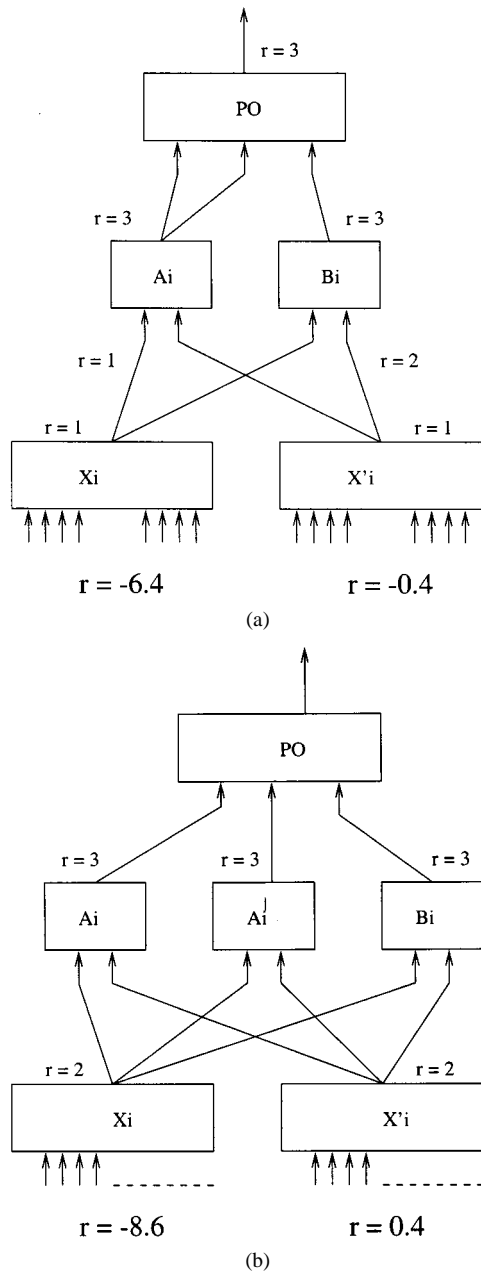 r = 3
PO
r = 3 r = 3
Ai Bi
r = 1 r = 2
r = 1 r = 1
Xi X'i
r = -6.4 r = -0.4
(a)
PO
r = 3 r = 3 r = 3
Ai Ai Bi
r = 2 r = 2
Xi X'i
r = -8.6 r = 0.4
(b)